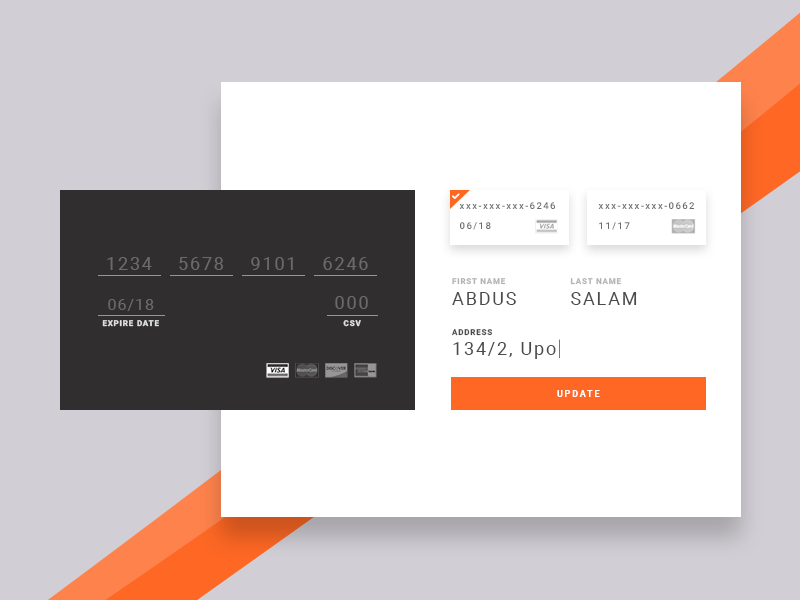 1234 5678 9101 6246
06/18 000
EXPIRE DATE CSV
VISA MasterCard DISCOVER
xxx-xxx-xxx-6246
06/18 VISA
xxx-xxx-xxx-0662
11/17 MasterCard
FIRST NAME LAST NAME
ABDUS SALAM
ADDRESS
134/2, Upo
UPDATE